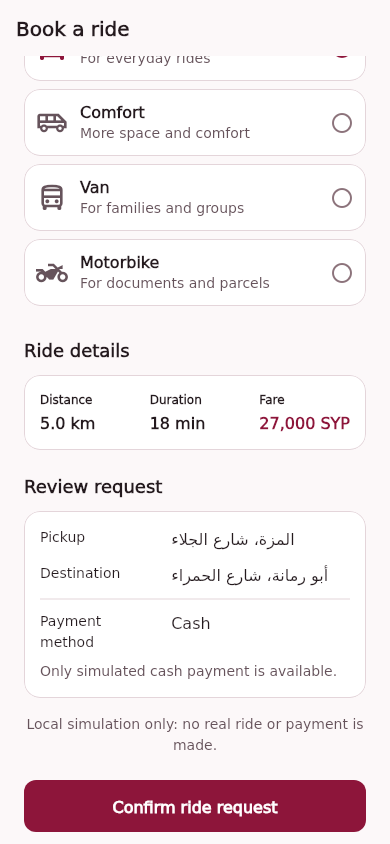 Book a ride
For everyday rides
Comfort
More space and comfort
Van
For families and groups
Motorbike
For documents and parcels
Ride details
Distance
Duration
Fare
5.0 km
18 min
27,000 SYP
Review request
Pickup
المزة، شارع الجلاء
Destination
أبو رمانة، شارع الحمراء
Payment
method
Cash
Only simulated cash payment is available.
Local simulation only: no real ride or payment is
made.
Confirm ride request